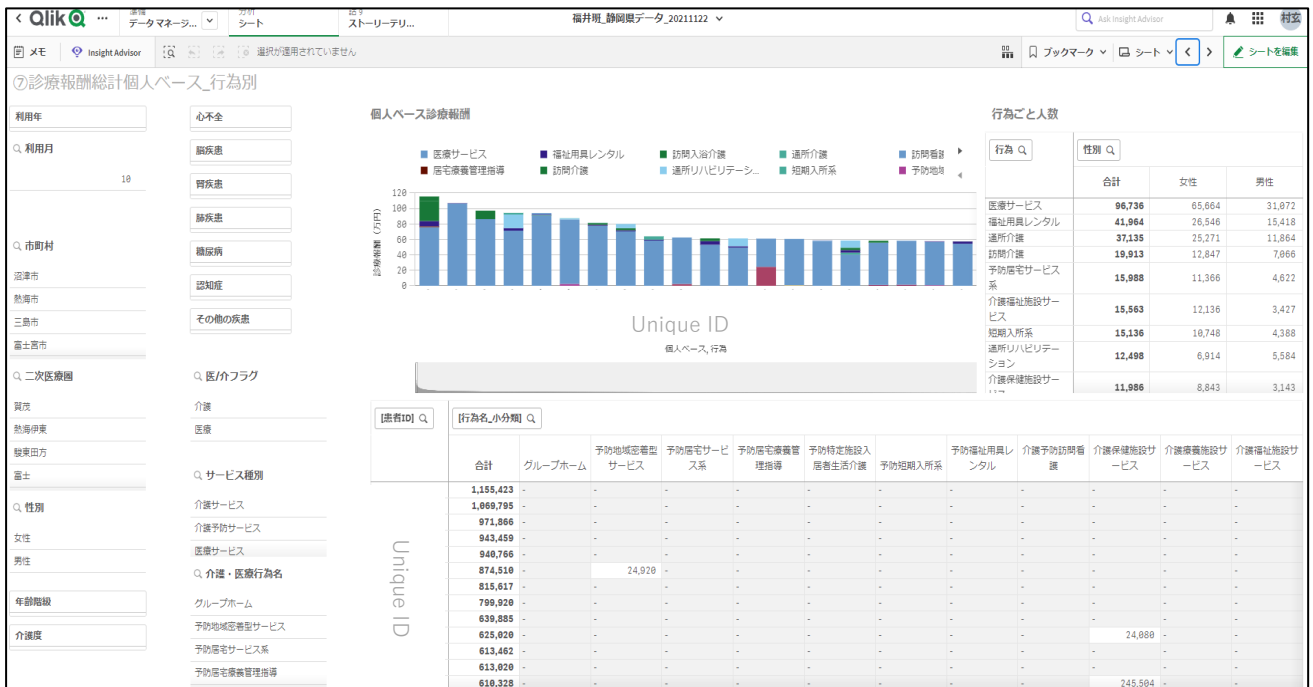 Qlik
準備
データ マネージ...
分析
シート
話す
ストーリーテリ...
福井班_静岡県データ_20211122
Ask Insight Advisor
村玄
メモ
Insight Advisor
選択が適用されていません
ブックマーク
シート
シートを編集
⑦診療報酬総計個人ベース_行為別
利用年
利用月
10
市町村
沼津市
熱海市
三島市
富士宮市
二次医療圏
賀茂
熱海伊東
駿東田方
富士
性別
女性
男性
年齢階級
介護度
心不全
脳疾患
腎疾患
肺疾患
糖尿病
認知症
その他の疾患
医/介フラグ
介護
医療
サービス種別
介護サービス
介護予防サービス
医療サービス
介護・医療行為名
グループホーム
予防地域密着型サービス
予防居宅サービス系
予防居宅療養管理指導
個人ベース診療報酬
医療サービス 福祉用具レンタル 訪問入浴介護 通所介護 訪問看護
居宅療養管理指導 訪問介護 通所リハビリテーシ... 短期入所系 予防地域
診療報酬 (万円)
120
100
80
60
40
20
0
Unique ID
個人ベース, 行為
行為ごと人数
行為 性別
合計 女性 男性
医療サービス 96,736 65,664 31,072
福祉用具レンタル 41,964 26,546 15,418
通所介護 37,135 25,271 11,864
訪問介護 19,913 12,847 7,066
予防居宅サービス系 15,988 11,366 4,622
介護福祉施設サービス 15,563 12,136 3,427
短期入所系 15,136 10,748 4,388
通所リハビリテーション 12,498 6,914 5,584
介護保健施設サービス 11,986 8,843 3,143
[患者ID] [行為名_小分類]
合計 グループホーム 予防地域密着型サービス 予防居宅サービス系 予防居宅療養管理指導 予防特定施設入居者生活介護 予防短期入所系 予防福祉用具レンタル 介護予防訪問看護 介護保健施設サービス 介護療養施設サービス 介護福祉施設サービス
Unique ID
1,155,423 - - - - - - - - - - -
1,069,795 - - - - - - - - - - -
971,866 - - - - - - - - - - -
943,459 - - - - - - - - - - -
940,766 - - - - - - - - - - -
874,510 - 24,920 - - - - - - - - -
815,617 - - - - - - - - - - -
799,920 - - - - - - - - - - -
639,885 - - - - - - - - - - -
625,020 - - - - - - - - 24,080 - -
613,462 - - - - - - - - - - -
613,020 - - - - - - - - - - -
610,328 - - - - - - - - 245,504 - -